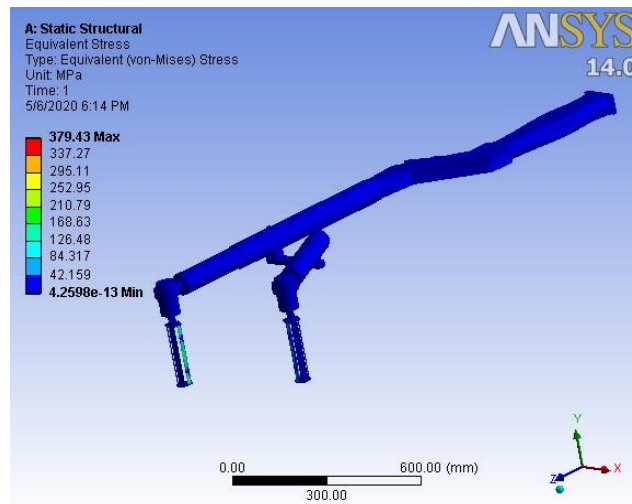 A: Static Structural
Equivalent Stress
Type: Equivalent (von-Mises) Stress
Unit: MPa
Time: 1
5/6/2020 6:14 PM
ANSYS
14.0
379.43 Max
337.27
295.11
252.95
210.79
168.63
126.48
84.317
42.159
4.2598e-13 Min
0.00 600.00 (mm)
300.00
Y
Z X